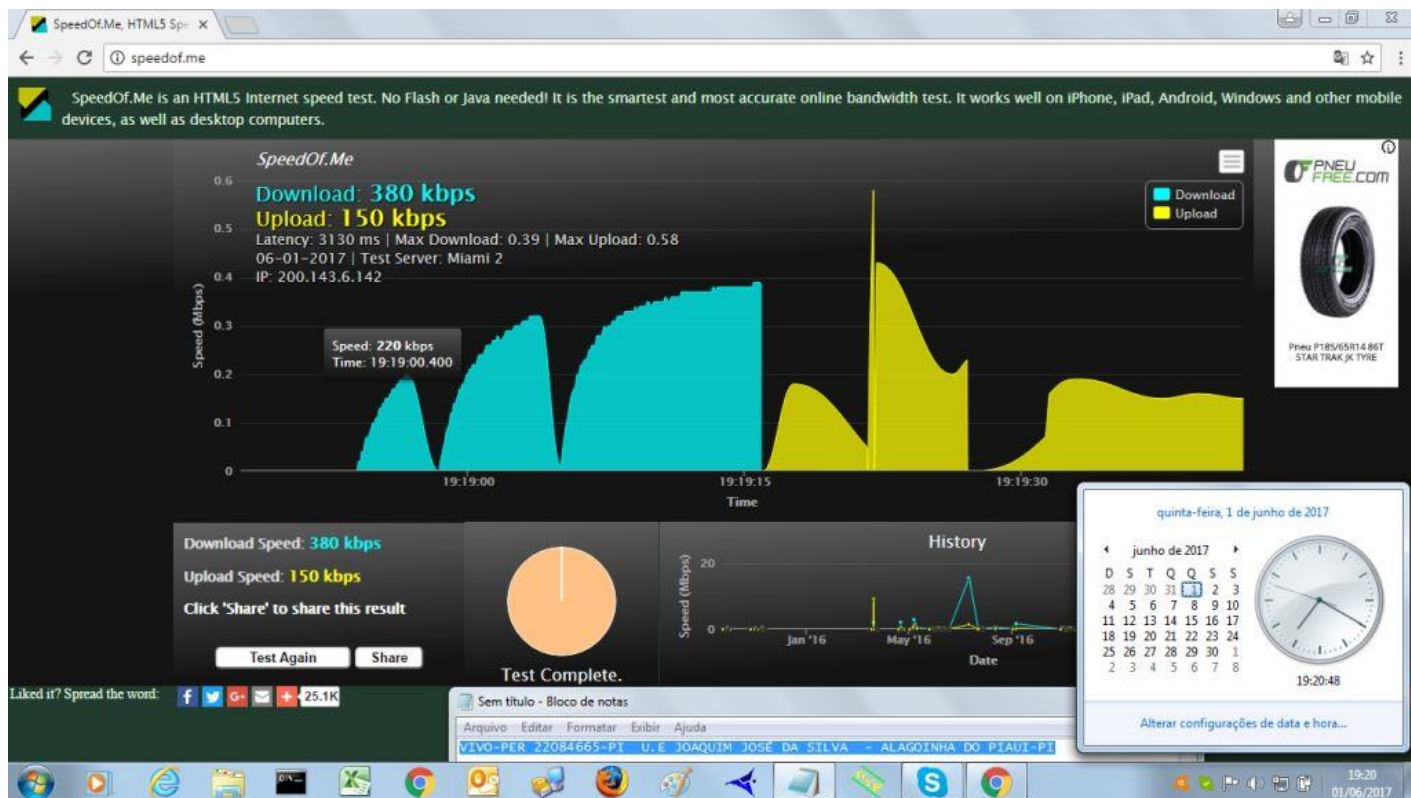 SpeedOf.Me, HTML5 Spe
speedof.me
SpeedOf.Me is an HTML5 Internet speed test. No Flash or Java needed! It is the smartest and most accurate online bandwidth test. It works well on iPhone, iPad, Android, Windows and other mobile
devices, as well as desktop computers.
SpeedOf.Me
Download: 380 kbps
Upload: 150 kbps
Latency: 3130 ms | Max Download: 0.39 | Max Upload: 0.58
06-01-2017 | Test Server: Miami 2
IP: 200.143.6.142
Download
Upload
0.6
0.5
0.4
0.3
0.2
0.1
0
Speed (Mbps)
Speed: 220 kbps
Time: 19:19:00.400
19:19:00
19:19:15
19:19:30
Time
PNEU
FREE.COM
Pneu P185/65R14 86T
STAR TRAK JK TYRE
Download Speed: 380 kbps
Upload Speed: 150 kbps
Click 'Share' to share this result
Test Again
Share
Test Complete.
History
Speed (Mbps)
20
0
Jan '16
May '16
Sep '16
Date
quinta-feira, 1 de junho de 2017
junho de 2017
D S T Q Q S S
28 29 30 31 1 2 3
4 5 6 7 8 9 10
11 12 13 14 15 16 17
18 19 20 21 22 23 24
25 26 27 28 29 30 1
2 3 4 5 6 7 8
19:20:48
Alterar configurações de data e hora...
Liked it? Spread the word:
25.1K
Sem título - Bloco de notas
Arquivo Editar Formatar Exibir Ajuda
VIVO-PER 22084665-PI U.E JOAQUIM JOSÉ DA SILVA - ALAGOINHA DO PIAUI-PI
19:20
01/06/2017